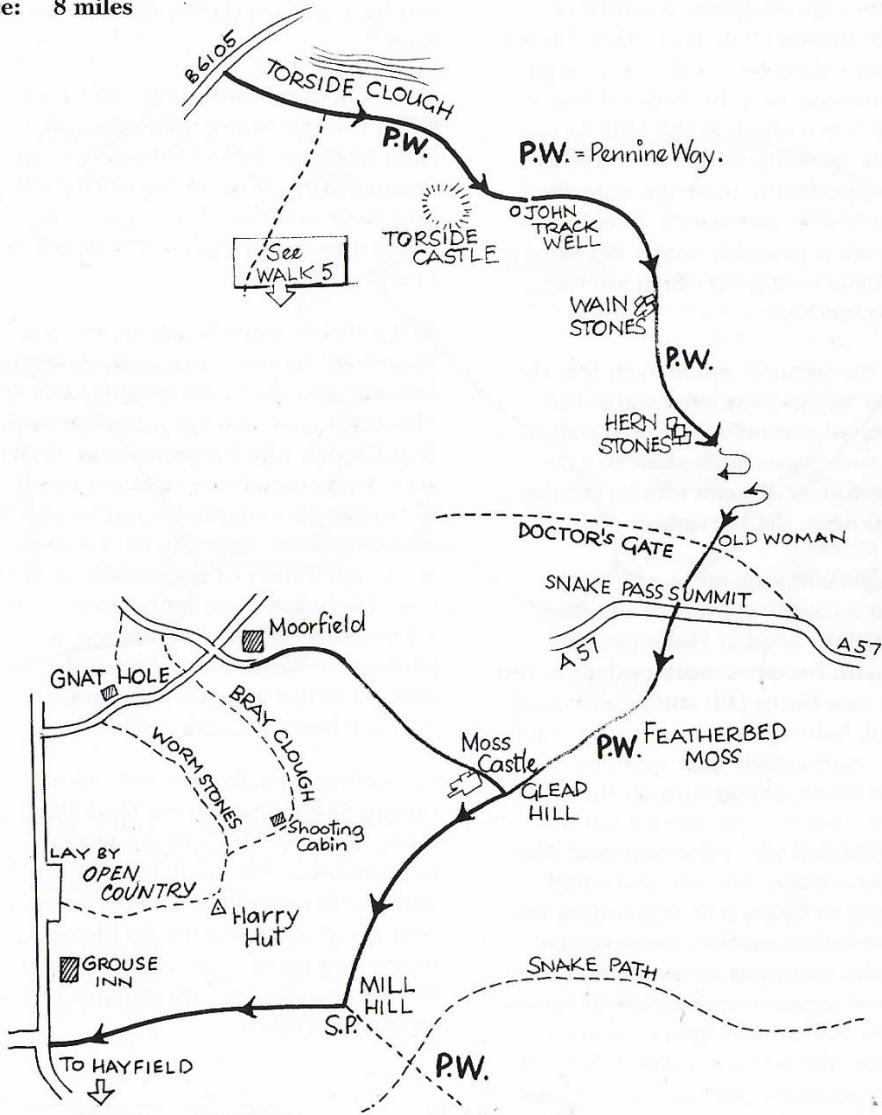 e: 8 miles
B6105
TORSIDE CLOUGH
P.W.
P.W. = Pennine Way.
O JOHN
TRACK
WELL
TORSIDE
CASTLE
See
WALK 5
WAIN
STONES
P.W.
HERN
STONES
OLD WOMAN
DOCTOR'S GATE
SNAKE PASS SUMMIT
A57
A57
Moorfield
GNAT HOLE
BRAY CLOUGH
WORM STONES
Moss
Castle
P.W.
FEATHERBED
MOSS
GLEAD
HILL
Shooting
Cabin
LAY BY
OPEN
COUNTRY
Harry
Hut
GROUSE
INN
SNAKE PATH
MILL
HILL
S.P.
TO HAYFIELD
P.W.